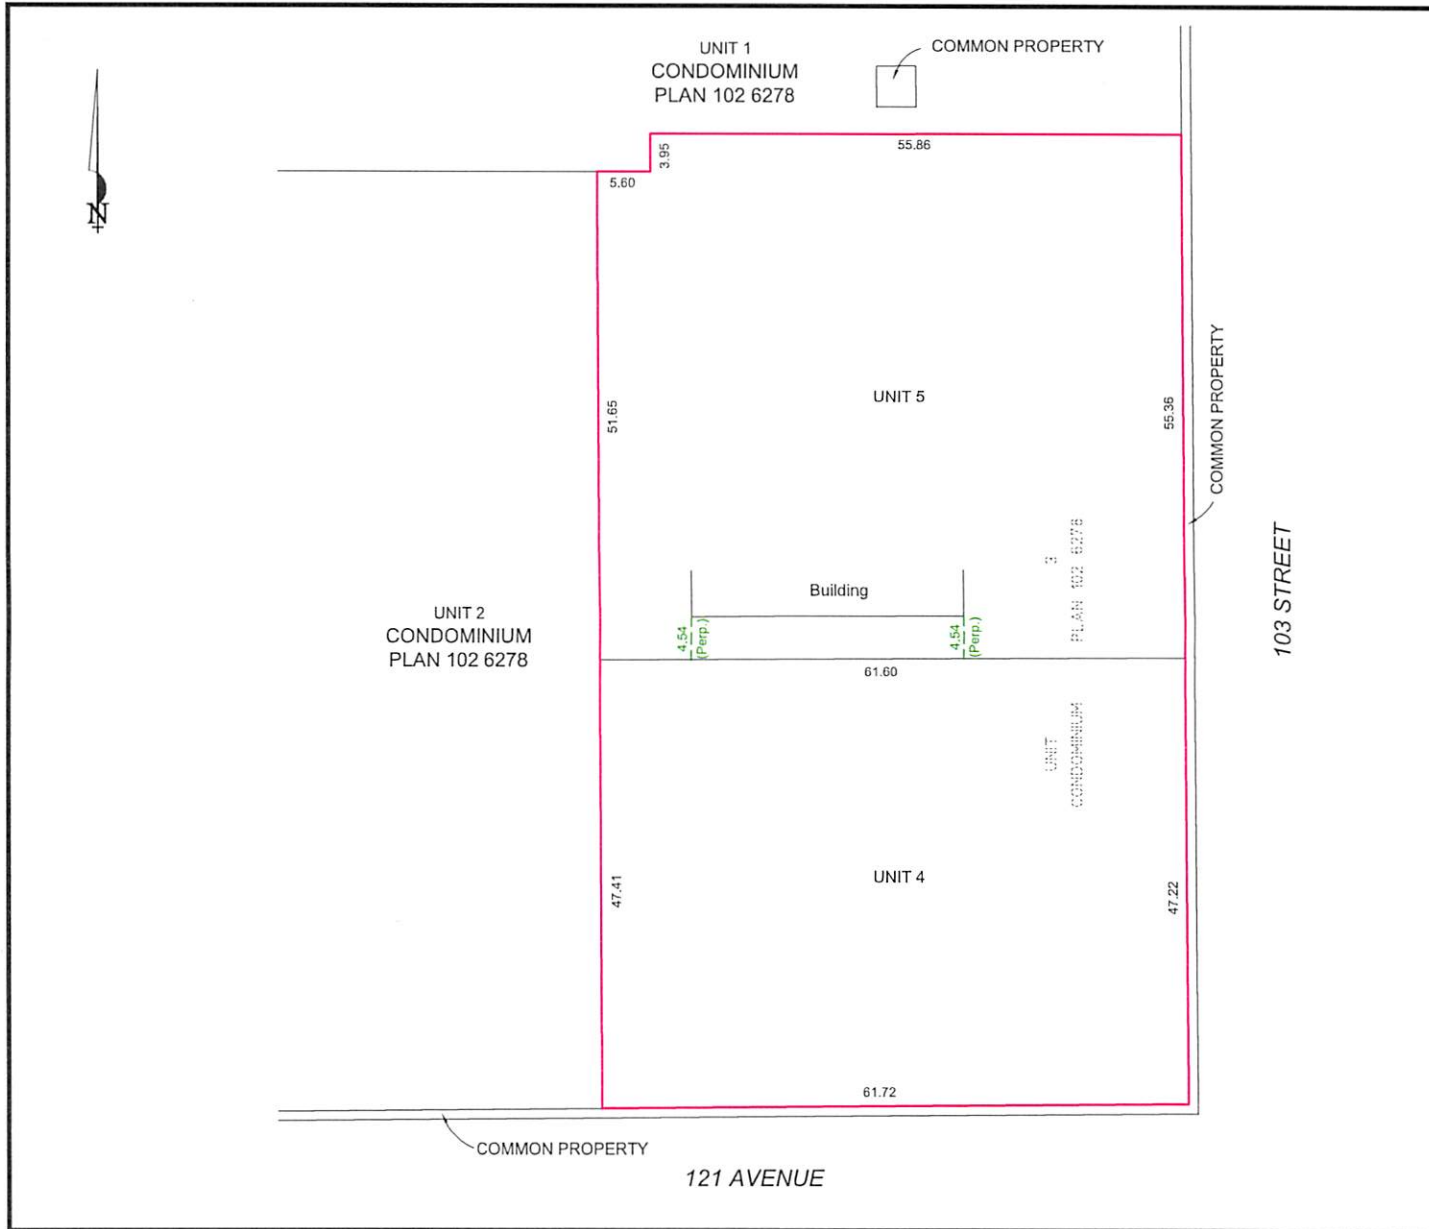 UNIT 1
CONDOMINIUM
PLAN 102 6278
COMMON PROPERTY
N
55.86
3.95
5.60
51.65
UNIT 5
55.36
COMMON PROPERTY
103 STREET
UNIT 3
CONDOMINIUM PLAN 102 6278
Building
4.54
(Perp.)
4.54
(Perp.)
UNIT 2
CONDOMINIUM
PLAN 102 6278
61.60
47.41
UNIT 4
47.22
61.72
COMMON PROPERTY
121 AVENUE